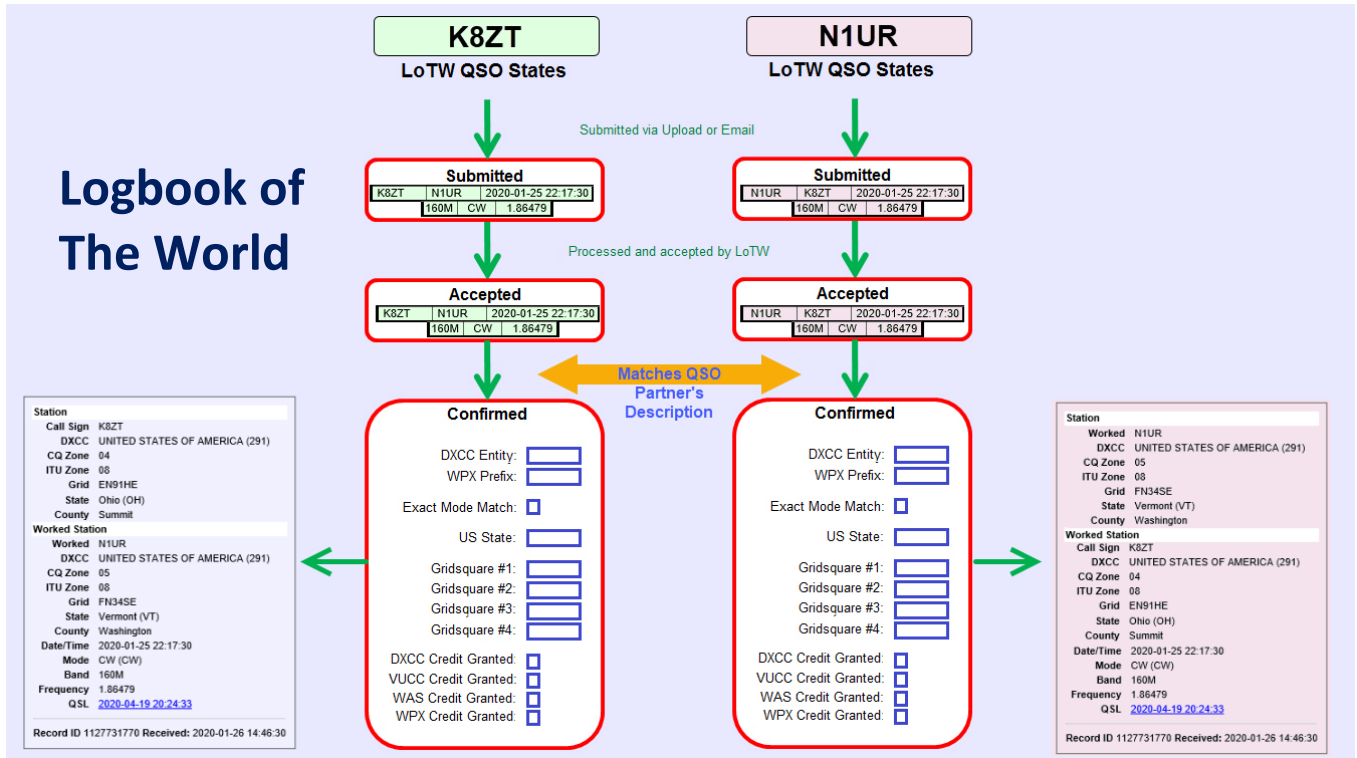 Logbook of
The World
K8ZT
LoTW QSO States
N1UR
LoTW QSO States
Submitted via Upload or Email
Submitted
K8ZT N1UR 2020-01-25 22:17:30
160M CW 1.86479
Submitted
N1UR K8ZT 2020-01-25 22:17:30
160M CW 1.86479
Processed and accepted by LoTW
Accepted
K8ZT N1UR 2020-01-25 22:17:30
160M CW 1.86479
Accepted
N1UR K8ZT 2020-01-25 22:17:30
160M CW 1.86479
Matches QSO
Partner's
Description
Station
Call Sign K8ZT
DXCC UNITED STATES OF AMERICA (291)
CQ Zone 04
ITU Zone 08
Grid EN91HE
State Ohio (OH)
County Summit
Worked Station
Worked N1UR
DXCC UNITED STATES OF AMERICA (291)
CQ Zone 05
ITU Zone 08
Grid FN34SE
State Vermont (VT)
County Washington
Date/Time 2020-01-25 22:17:30
Mode CW (CW)
Band 160M
Frequency 1.86479
QSL 2020-04-19 20:24:33
Record ID 1127731770 Received: 2020-01-26 14:46:30
Confirmed
DXCC Entity:
WPX Prefix:
Exact Mode Match:
US State:
Gridsquare #1:
Gridsquare #2:
Gridsquare #3:
Gridsquare #4:
DXCC Credit Granted:
VUCC Credit Granted:
WAS Credit Granted:
WPX Credit Granted:
Confirmed
DXCC Entity:
WPX Prefix:
Exact Mode Match:
US State:
Gridsquare #1:
Gridsquare #2:
Gridsquare #3:
Gridsquare #4:
DXCC Credit Granted:
VUCC Credit Granted:
WAS Credit Granted:
WPX Credit Granted:
Station
Worked N1UR
DXCC UNITED STATES OF AMERICA (291)
CQ Zone 05
ITU Zone 08
Grid FN34SE
State Vermont (VT)
County Washington
Worked Station
Call Sign K8ZT
DXCC UNITED STATES OF AMERICA (291)
CQ Zone 04
ITU Zone 08
Grid EN91HE
State Ohio (OH)
County Summit
Date/Time 2020-01-25 22:17:30
Mode CW (CW)
Band 160M
Frequency 1.86479
QSL 2020-04-19 20:24:33
Record ID 1127731770 Received: 2020-01-26 14:46:30